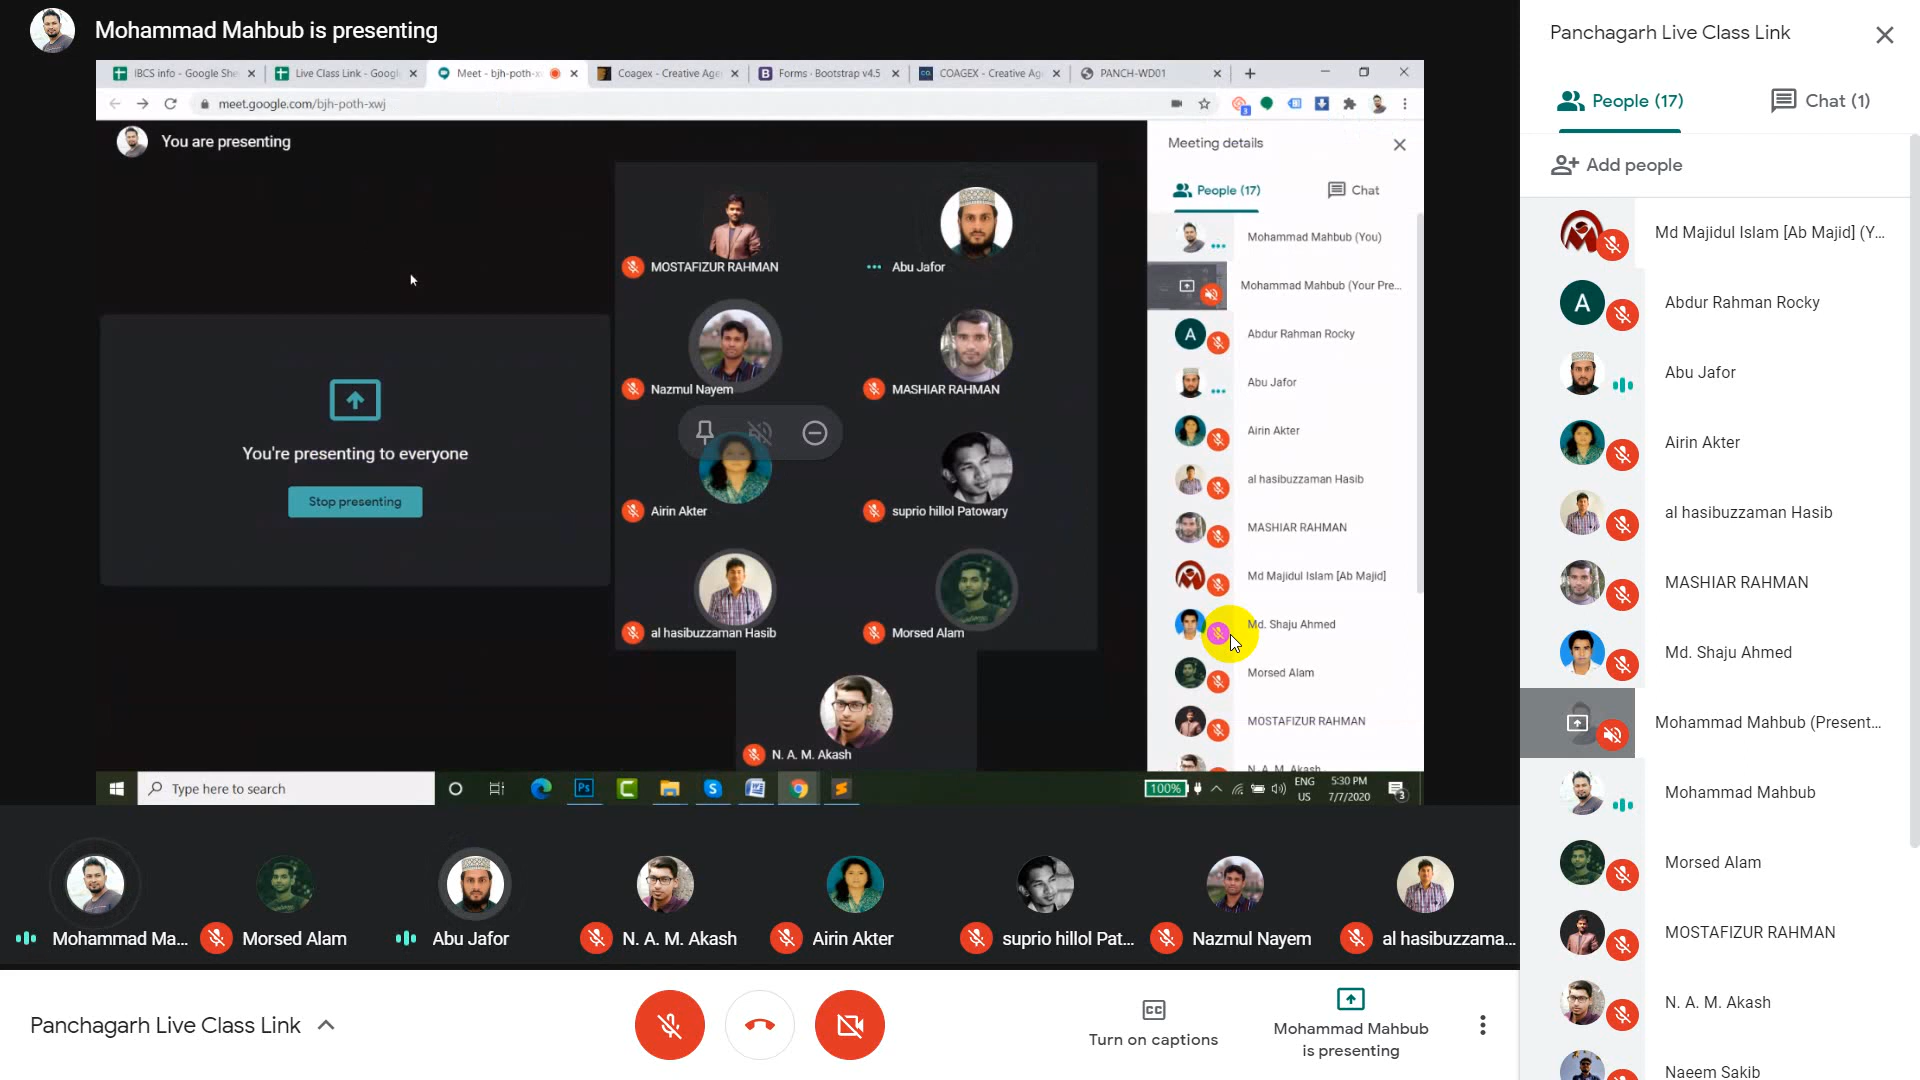 Mohammad Mahbub is presenting
IBCS info - Google She
Live Class Link - Googl
Meet - bjh-poth-x
Coagex - Creative Age
Forms · Bootstrap v4.5
COAGEX - Creative Ag
PANCH-WD01
meet.google.com/bjh-poth-xwj
You are presenting
You're presenting to everyone
Stop presenting
MOSTAFIZUR RAHMAN
Abu Jafor
Nazmul Nayem
MASHIAR RAHMAN
Airin Akter
suprio hillol Patowary
al hasibuzzaman Hasib
Morsed Alam
N. A. M. Akash
Meeting details
People (17)
Chat
Mohammad Mahbub (You)
Mohammad Mahbub (Your Pre...
A
Abdur Rahman Rocky
Abu Jafor
Airin Akter
al hasibuzzaman Hasib
MASHIAR RAHMAN
Md Majidul Islam [Ab Majid]
Md. Shaju Ahmed
Morsed Alam
MOSTAFIZUR RAHMAN
N. A. M. Akash
Type here to search
Ps
100%
ENG
US
5:30 PM
7/7/2020
3
Mohammad Ma...
Morsed Alam
Abu Jafor
N. A. M. Akash
Airin Akter
suprio hillol Pat...
Nazmul Nayem
al hasibuzzama...
Panchagarh Live Class Link
Turn on captions
Mohammad Mahbub
is presenting
Panchagarh Live Class Link
People (17)
Chat (1)
Add people
Md Majidul Islam [Ab Majid] (Y...
A
Abdur Rahman Rocky
Abu Jafor
Airin Akter
al hasibuzzaman Hasib
MASHIAR RAHMAN
Md. Shaju Ahmed
Mohammad Mahbub (Present...
Mohammad Mahbub
Morsed Alam
MOSTAFIZUR RAHMAN
N. A. M. Akash
Naeem Sakib